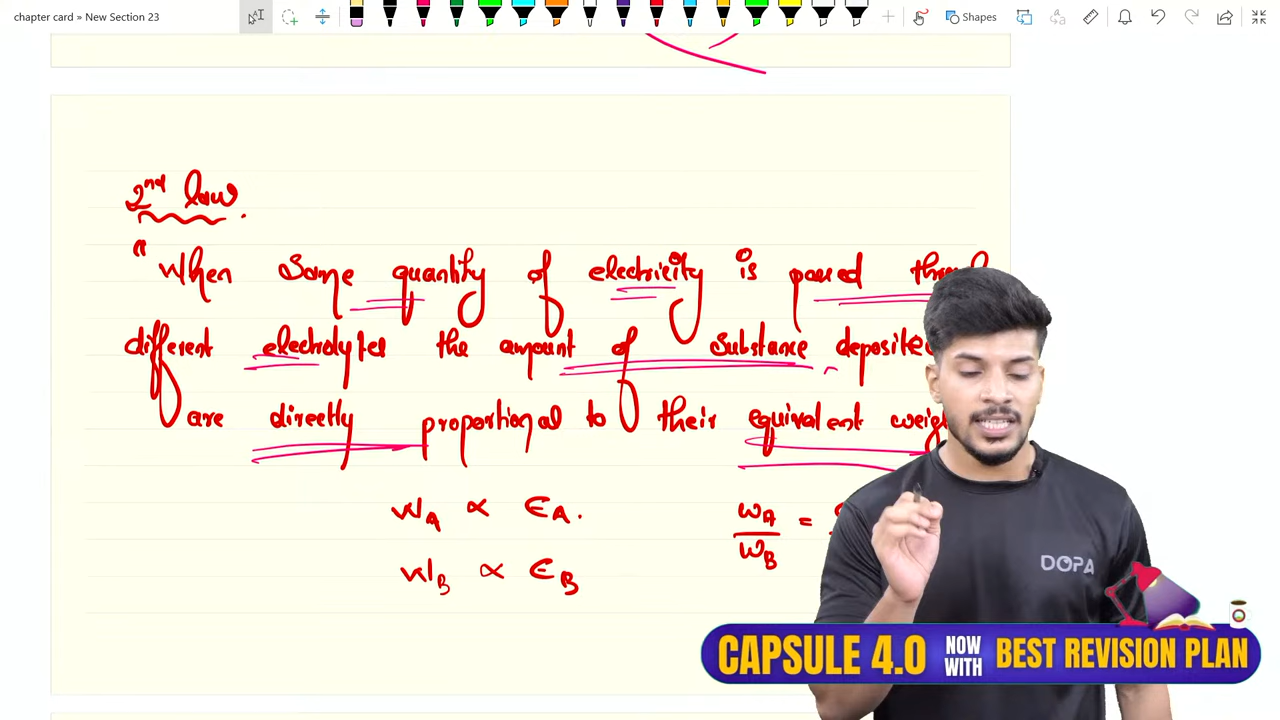 chapter card » New Section 23
Shapes
2nd law.
"When Same quantity of electricity is passed
different electrolytes the amount of substance, deposited
are directly proportional to their equivalent
WA ∝ EA.
WB ∝ EB
WA/WB =
DOPA
CAPSULE 4.0 NOW WITH BEST REVISION PLAN